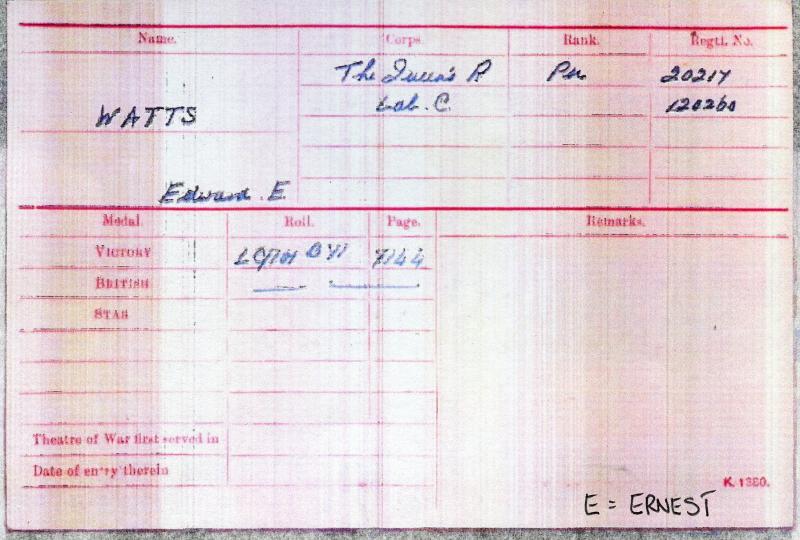 Name. Corps. Rank. Regtl. No.
The Queen's R Pte 20217
WATTS Lab. C. 120260
Edward. E.
Medal. Roll. Page. Remarks.
VICTORY 7144
BRITISH
STAR
Theatre of War first served in
Date of entry therein
K. 1380.
E = ERNEST